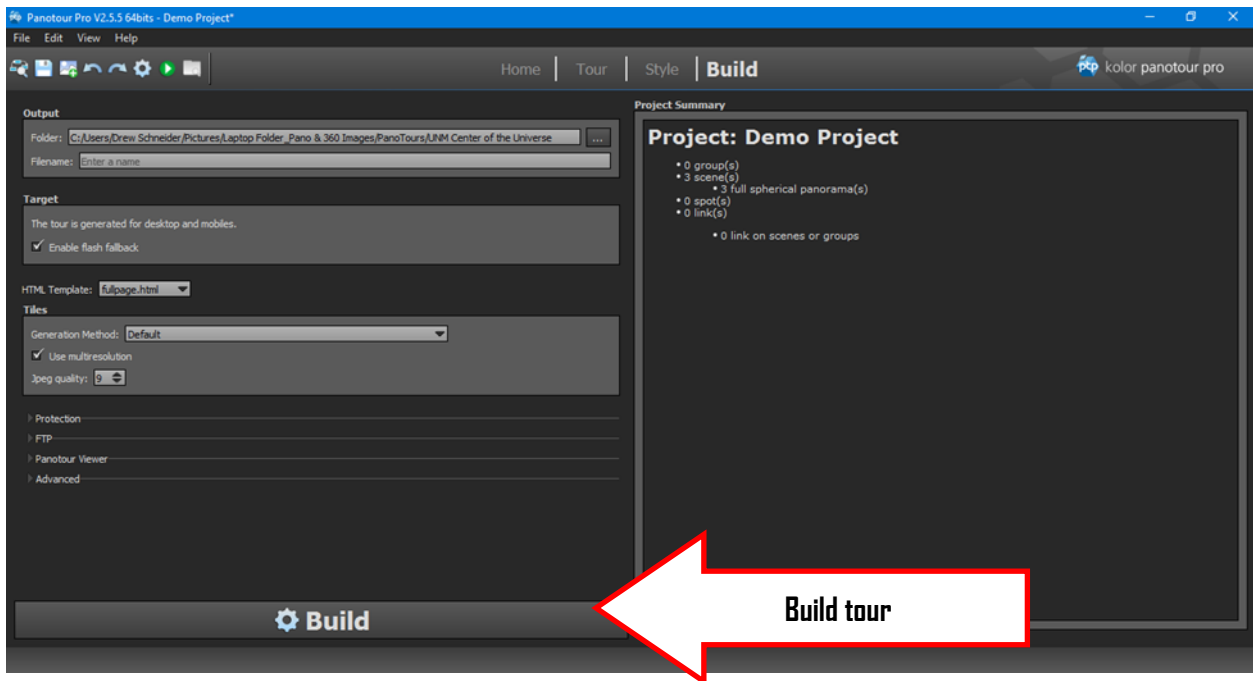 Panotour Pro V2.5.5 64bits - Demo Project*
File Edit View Help
Home Tour Style Build
ptp kolor panotour pro
Output
Folder: C:/Users/Drew Schneider/Pictures/Laptop Folder_Pano & 360 Images/PanoTours/UNM Center of the Universe ...
Filename: Enter a name
Target
The tour is generated for desktop and mobiles.
Enable flash fallback
HTML Template: fullpage.html
Tiles
Generation Method: Default
Use multiresolution
Jpeg quality: 9
Protection
FTP
Panotour Viewer
Advanced
Build
Project Summary
Project: Demo Project
• 0 group(s)
• 3 scene(s)
• 3 full spherical panorama(s)
• 0 spot(s)
• 0 link(s)
• 0 link on scenes or groups
Build tour